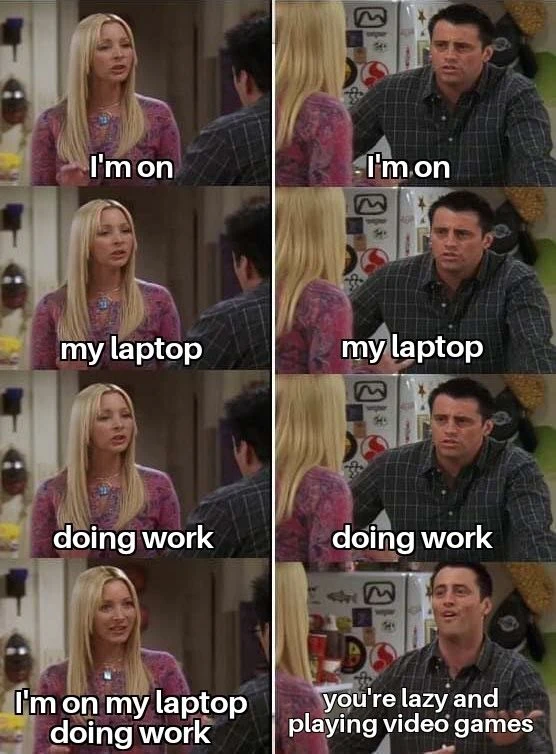 I'm on
I'm on
my laptop
my laptop
doing work
doing work
I'm on my laptop
doing work
you're lazy and
playing video games